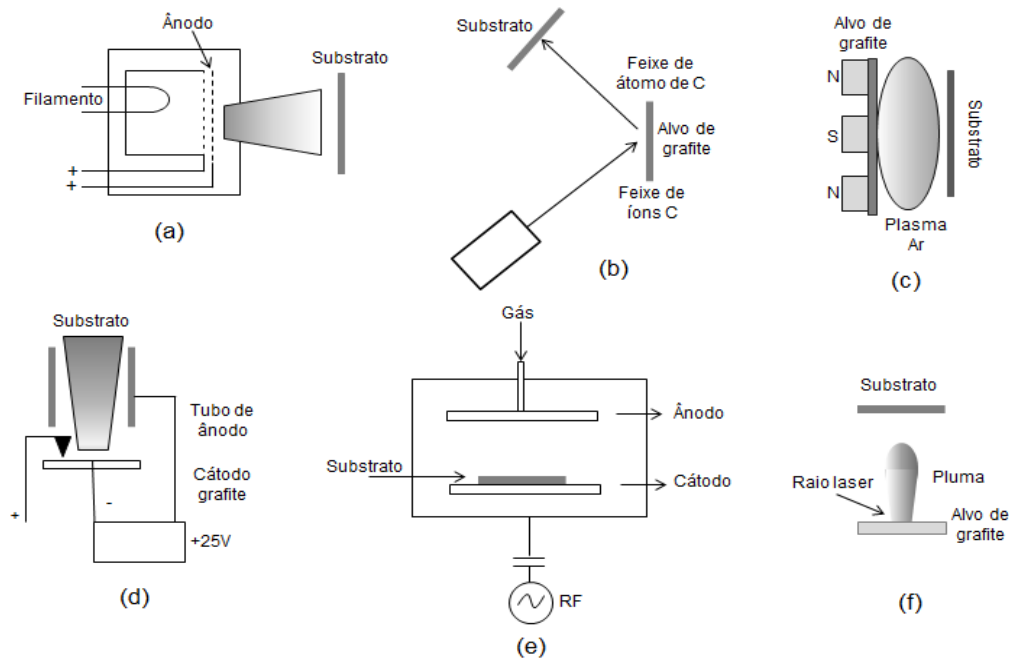 Ânodo
Substrato
Filamento
+
+
(a)
Substrato
Feixe de
átomo de C
Alvo de
grafite
Feixe de
íons C
(b)
Alvo de
grafite
N
S
N
Substrato
Plasma
Ar
(c)
Substrato
Tubo de
ânodo
Cátodo
grafite
+
-
+25V
(d)
Gás
Ânodo
Substrato
Cátodo
RF
(e)
Substrato
Pluma
Raio laser
Alvo de
grafite
(f)